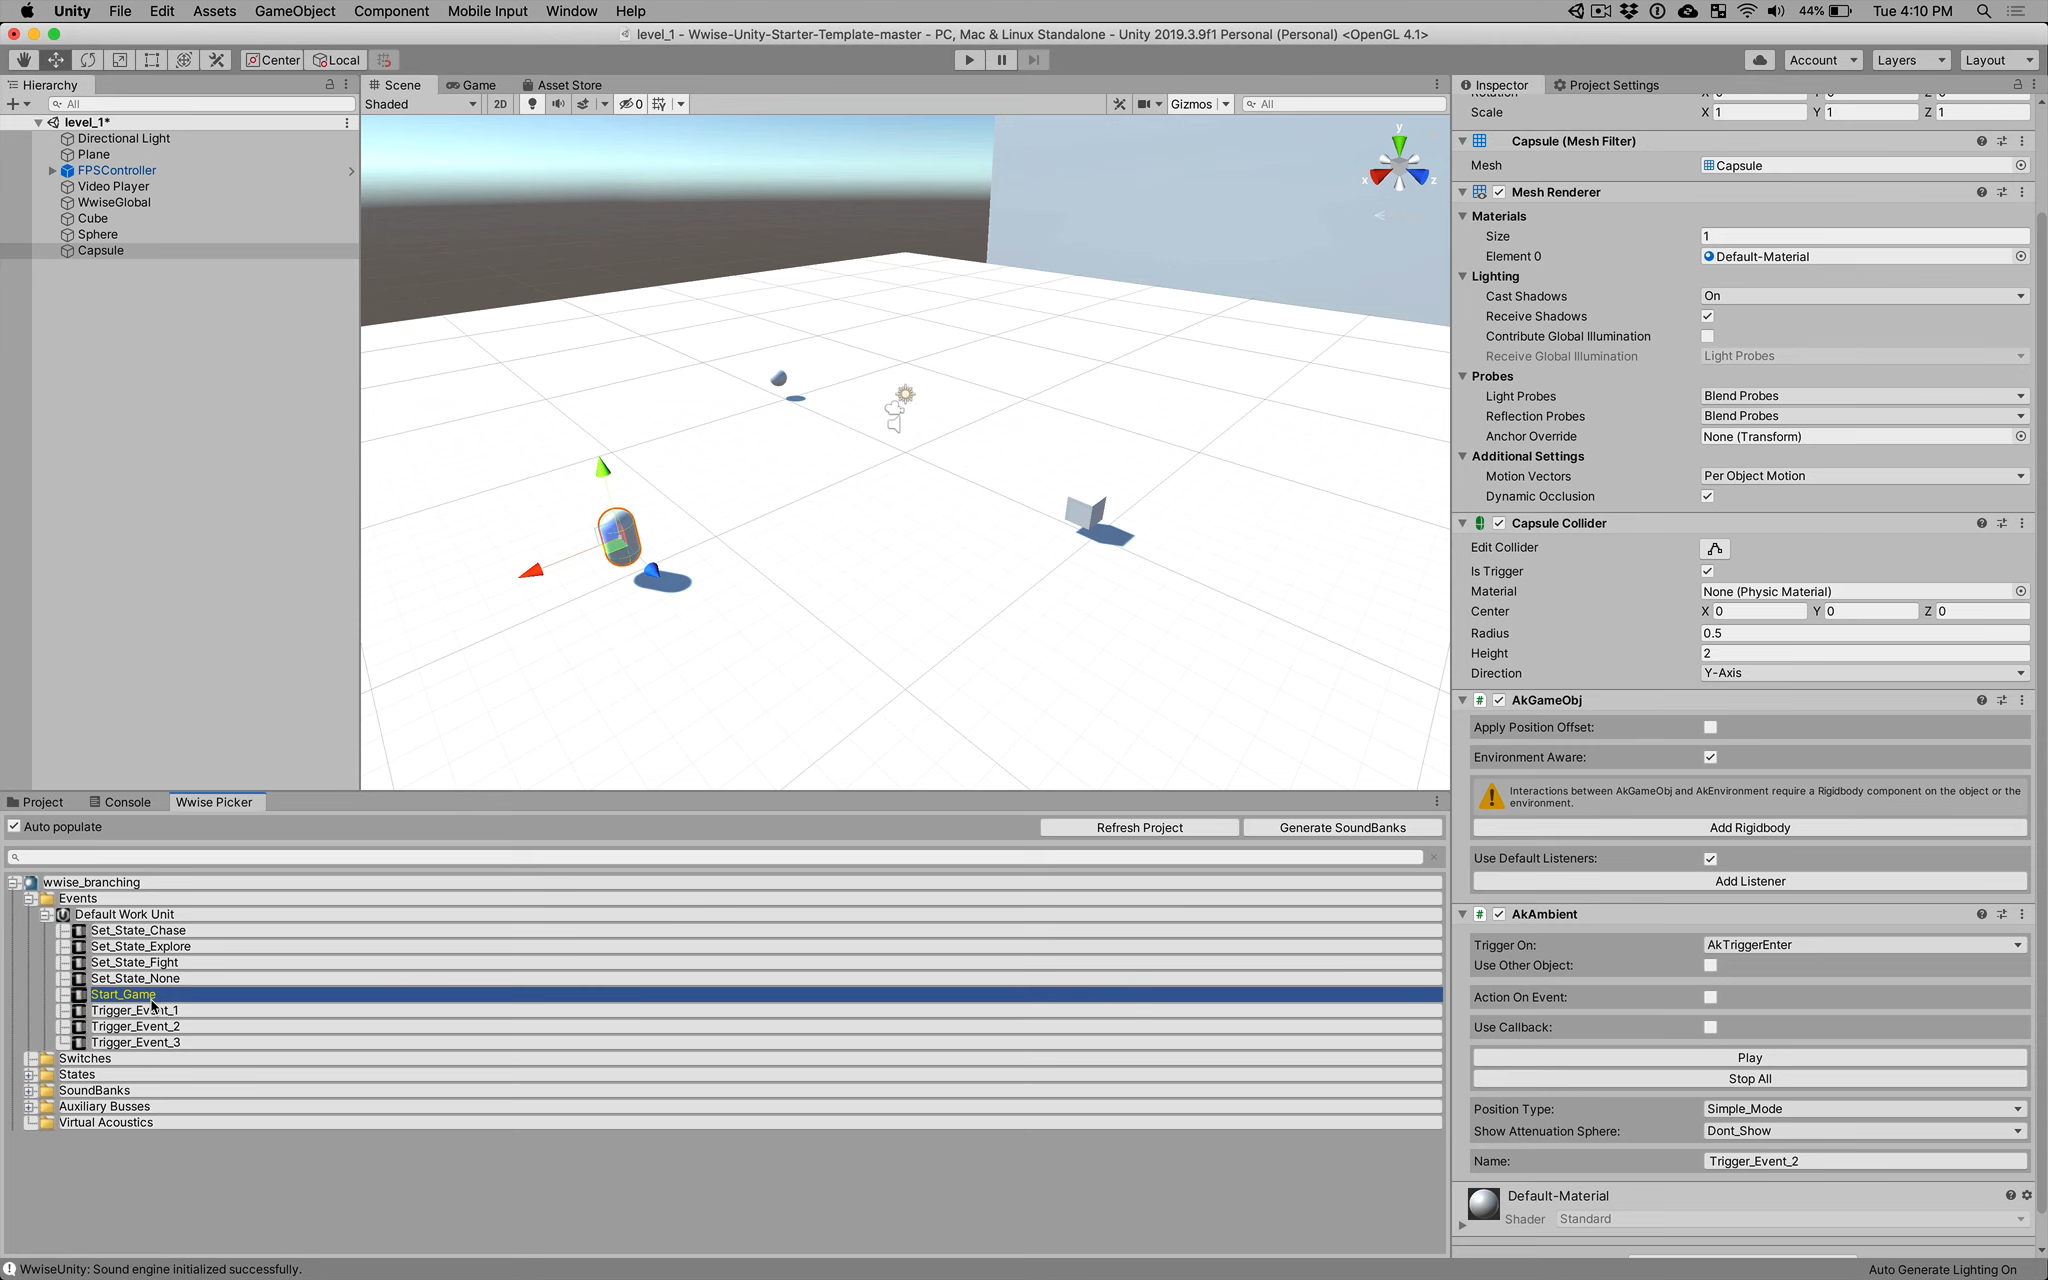 Unity File Edit Assets GameObject Component Mobile Input Window Help 44% Tue 4:10 PM
level_1 - Wwise-Unity-Starter-Template-master - PC, Mac & Linux Standalone - Unity 2019.3.9f1 Personal (Personal) <OpenGL 4.1>
Center Local Account Layers Layout
Hierarchy
All
level_1*
Directional Light
Plane
FPSController
Video Player
WwiseGlobal
Cube
Sphere
Capsule
Scene Game Asset Store
Shaded 2D 0 Gizmos All
y
x z
Inspector Project Settings
Scale X 1 Y 1 Z 1
Capsule (Mesh Filter)
Mesh Capsule
Mesh Renderer
Materials
Size 1
Element 0 Default-Material
Lighting
Cast Shadows On
Receive Shadows
Contribute Global Illumination
Receive Global Illumination Light Probes
Probes
Light Probes Blend Probes
Reflection Probes Blend Probes
Anchor Override None (Transform)
Additional Settings
Motion Vectors Per Object Motion
Dynamic Occlusion
Capsule Collider
Edit Collider
Is Trigger
Material None (Physic Material)
Center X 0 Y 0 Z 0
Radius 0.5
Height 2
Direction Y-Axis
# AkGameObj
Apply Position Offset:
Environment Aware:
Interactions between AkGameObj and AkEnvironment require a Rigidbody component on the object or the
environment.
Add Rigidbody
Use Default Listeners:
Add Listener
# AkAmbient
Trigger On: AkTriggerEnter
Use Other Object:
Action On Event:
Use Callback:
Play
Stop All
Position Type: Simple_Mode
Show Attenuation Sphere: Dont_Show
Name: Trigger_Event_2
Default-Material
Shader Standard
Project Console Wwise Picker
Auto populate Refresh Project Generate SoundBanks
wwise_branching
Events
Default Work Unit
Set_State_Chase
Set_State_Explore
Set_State_Fight
Set_State_None
Start_Game
Trigger_Event_1
Trigger_Event_2
Trigger_Event_3
Switches
States
SoundBanks
Auxiliary Busses
Virtual Acoustics
WwiseUnity: Sound engine initialized successfully. Auto Generate Lighting On